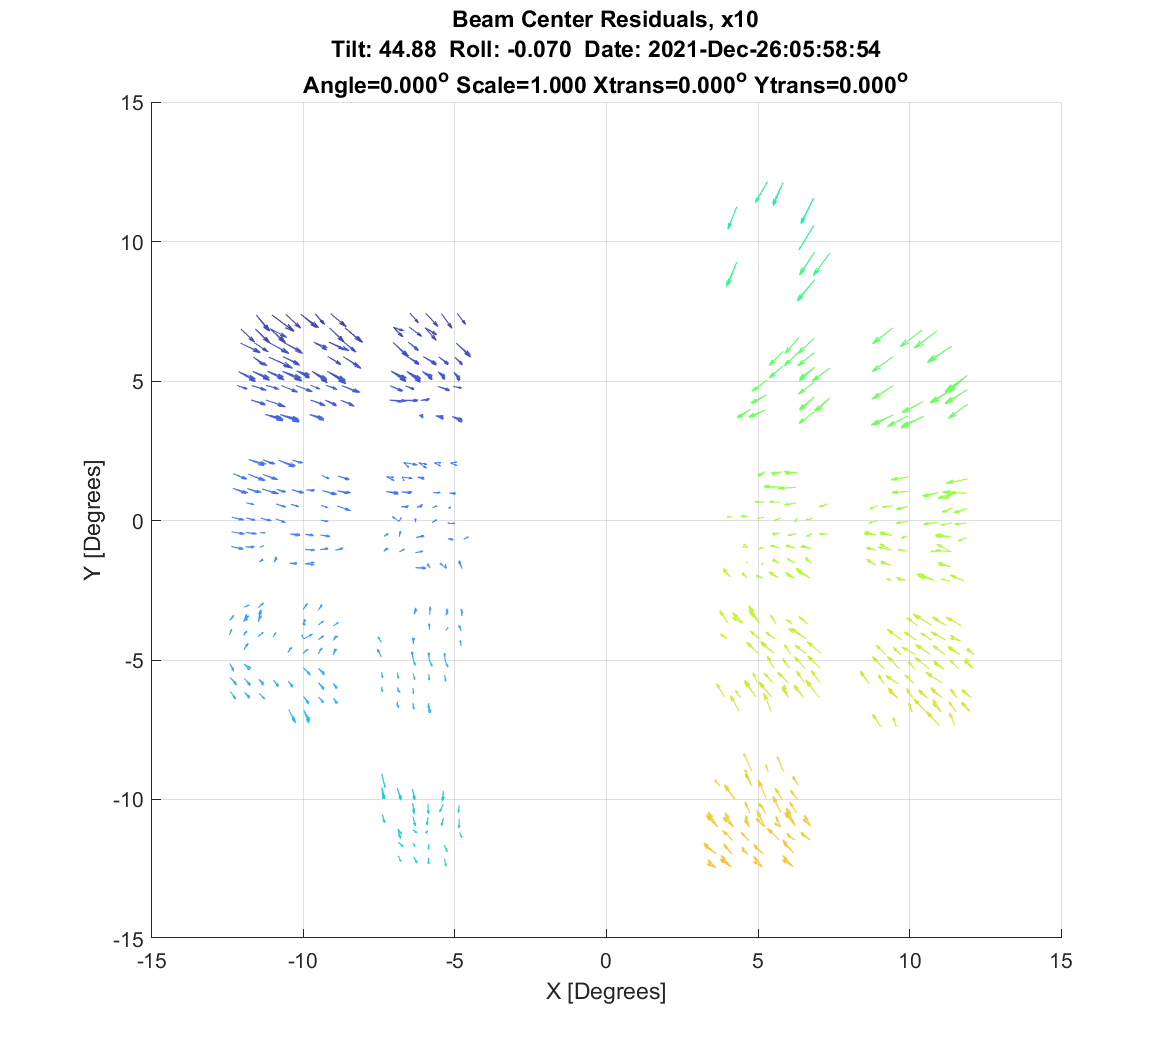 Beam Center Residuals, x10
Tilt: 44.88 Roll: -0.070 Date: 2021-Dec-26:05:58:54
Angle=0.000° Scale=1.000 Xtrans=0.000° Ytrans=0.000°
15
10
5
0
-5
-10
-15
Y [Degrees]
-15 -10 -5 0 5 10 15
X [Degrees]